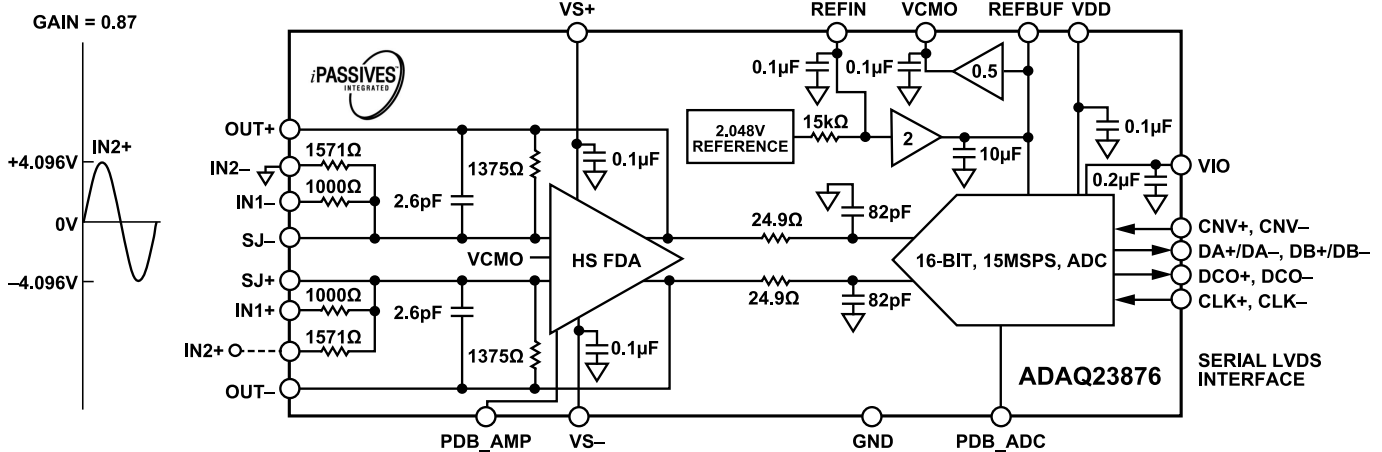 GAIN = 0.87
IN2+
+4.096V
0V
–4.096V
VS+
REFIN
VCMO
REFBUF
VDD
iPASSIVES™
INTEGRATED
0.1µF
0.1µF
0.5
2.048V
REFERENCE
15kΩ
2
10µF
0.1µF
0.2µF
VIO
OUT+
IN2–
1571Ω
IN1–
1000Ω
SJ–
2.6pF
1375Ω
0.1µF
VCMO
HS FDA
24.9Ω
82pF
16-BIT, 15MSPS, ADC
CNV+, CNV–
DA+/DA–, DB+/DB–
DCO+, DCO–
CLK+, CLK–
SJ+
1000Ω
IN1+
1571Ω
IN2+
OUT–
2.6pF
1375Ω
0.1µF
24.9Ω
82pF
ADAQ23876
SERIAL LVDS
INTERFACE
PDB_AMP
VS–
GND
PDB_ADC